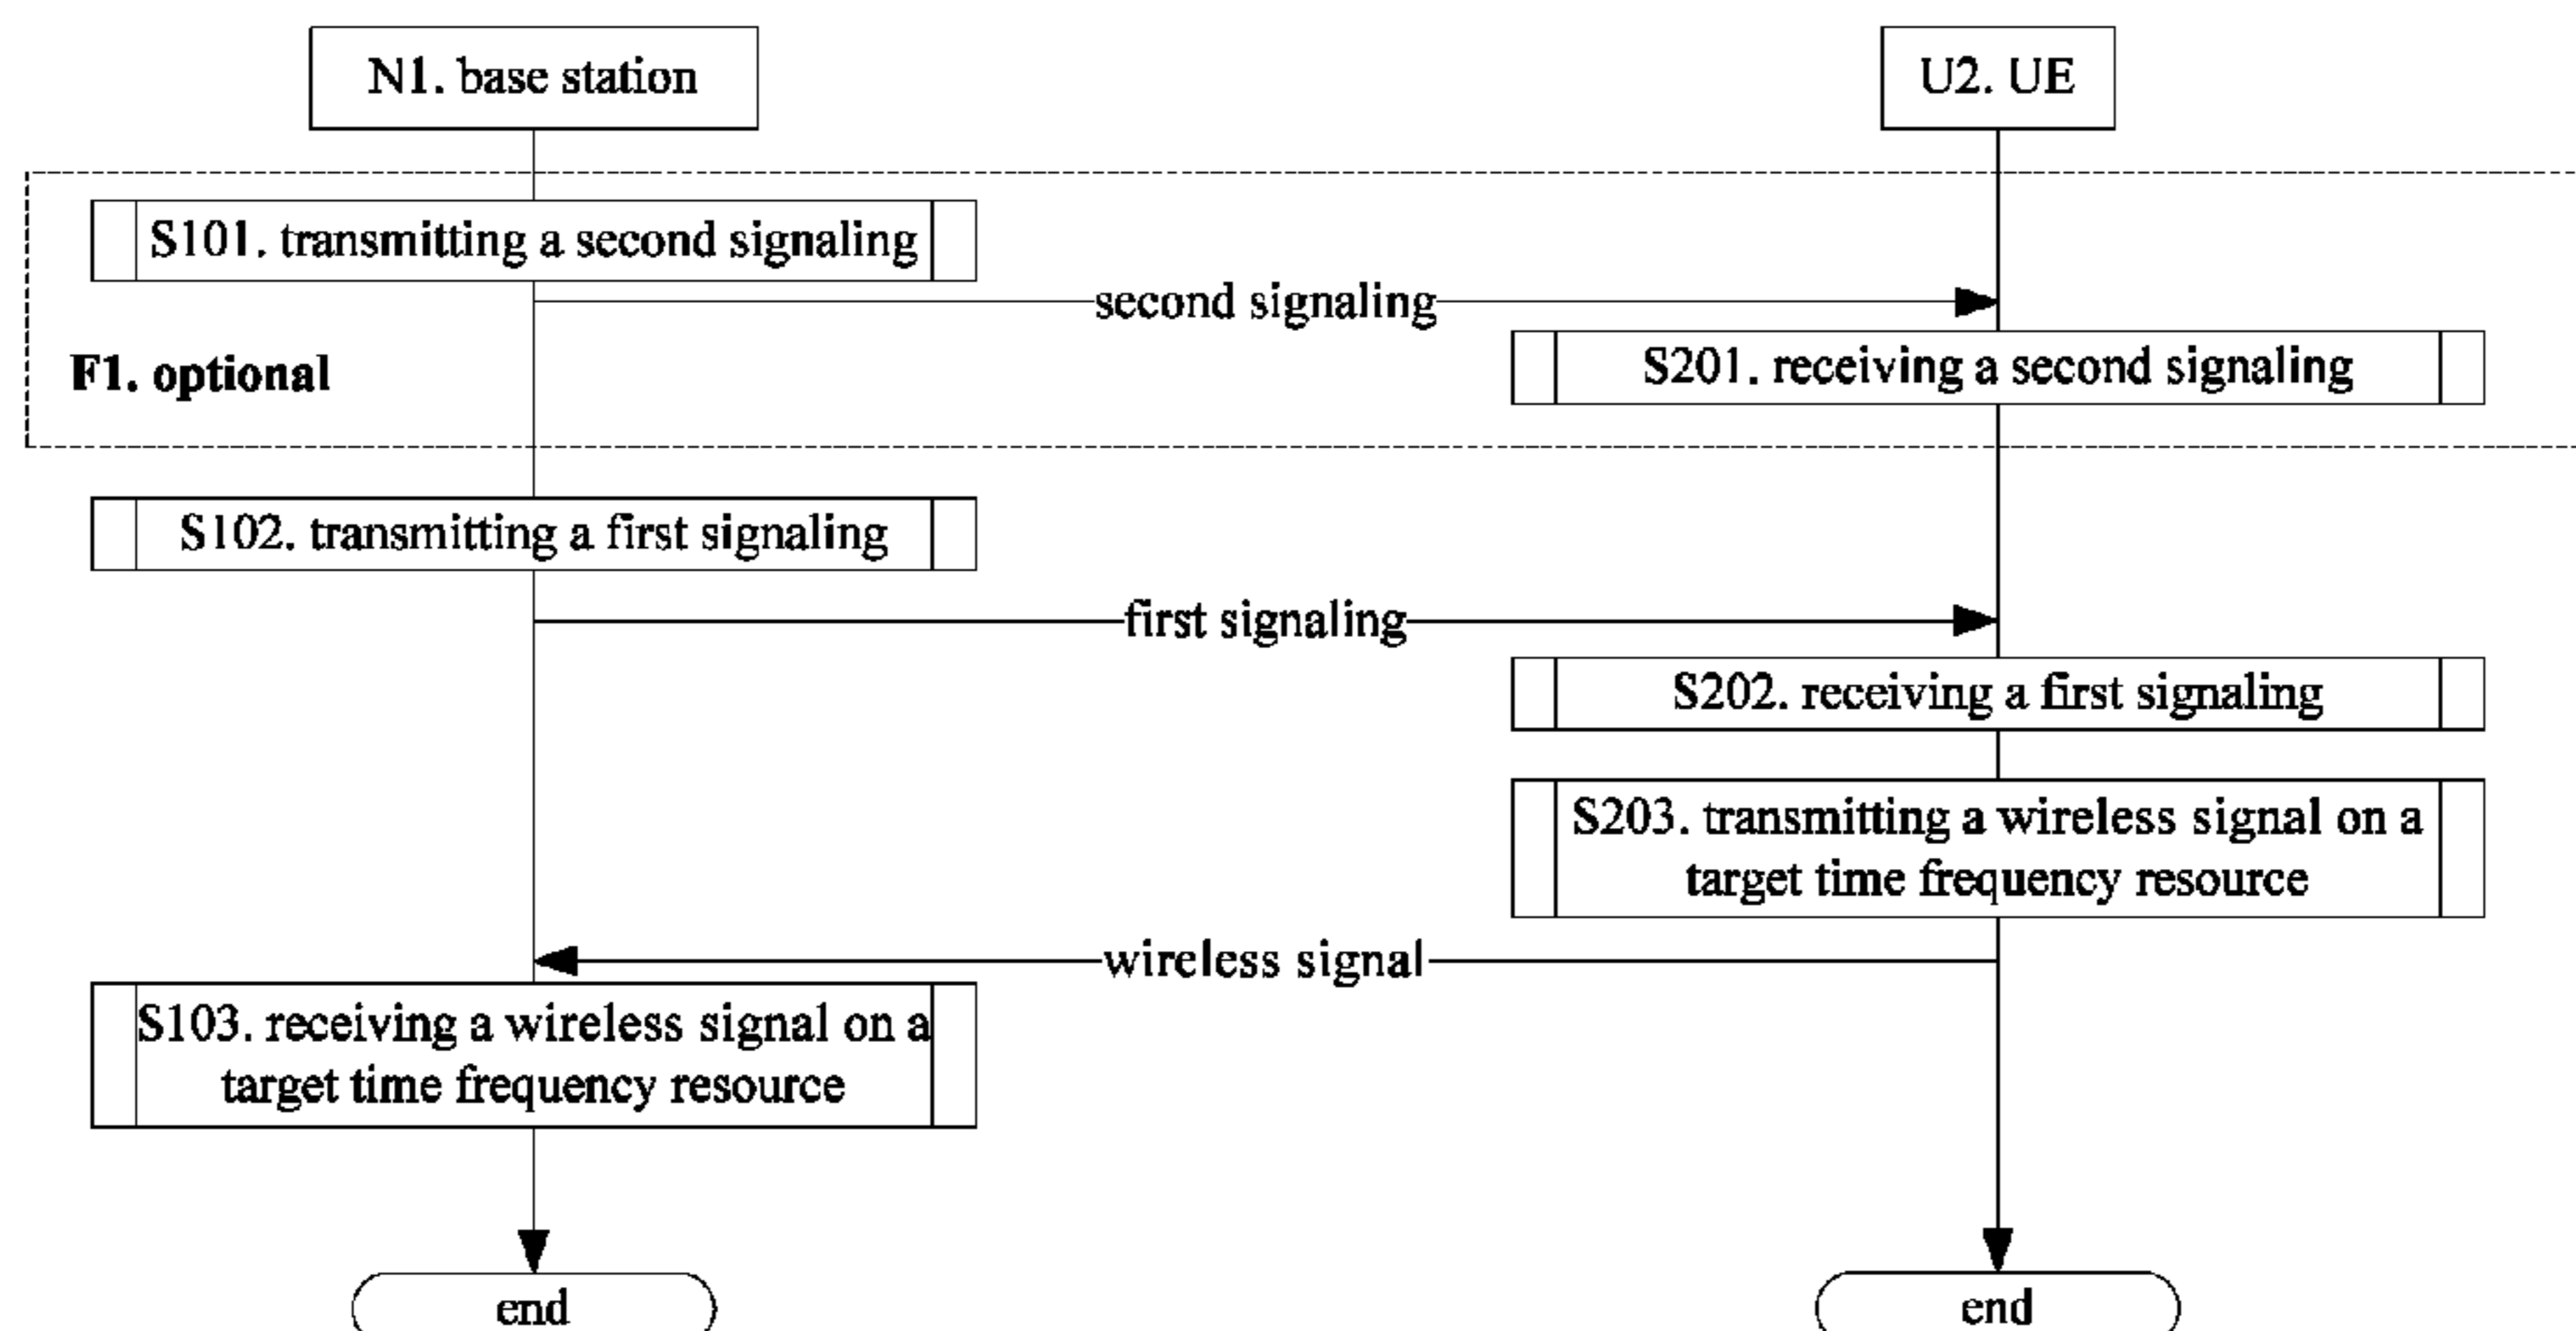 N1. base station
U2. UE
S101. transmitting a second signaling
second signaling
F1. optional
S201. receiving a second signaling
S102. transmitting a first signaling
first signaling
S202. receiving a first signaling
S203. transmitting a wireless signal on a
target time frequency resource
wireless signal
S103. receiving a wireless signal on a
target time frequency resource
end
end